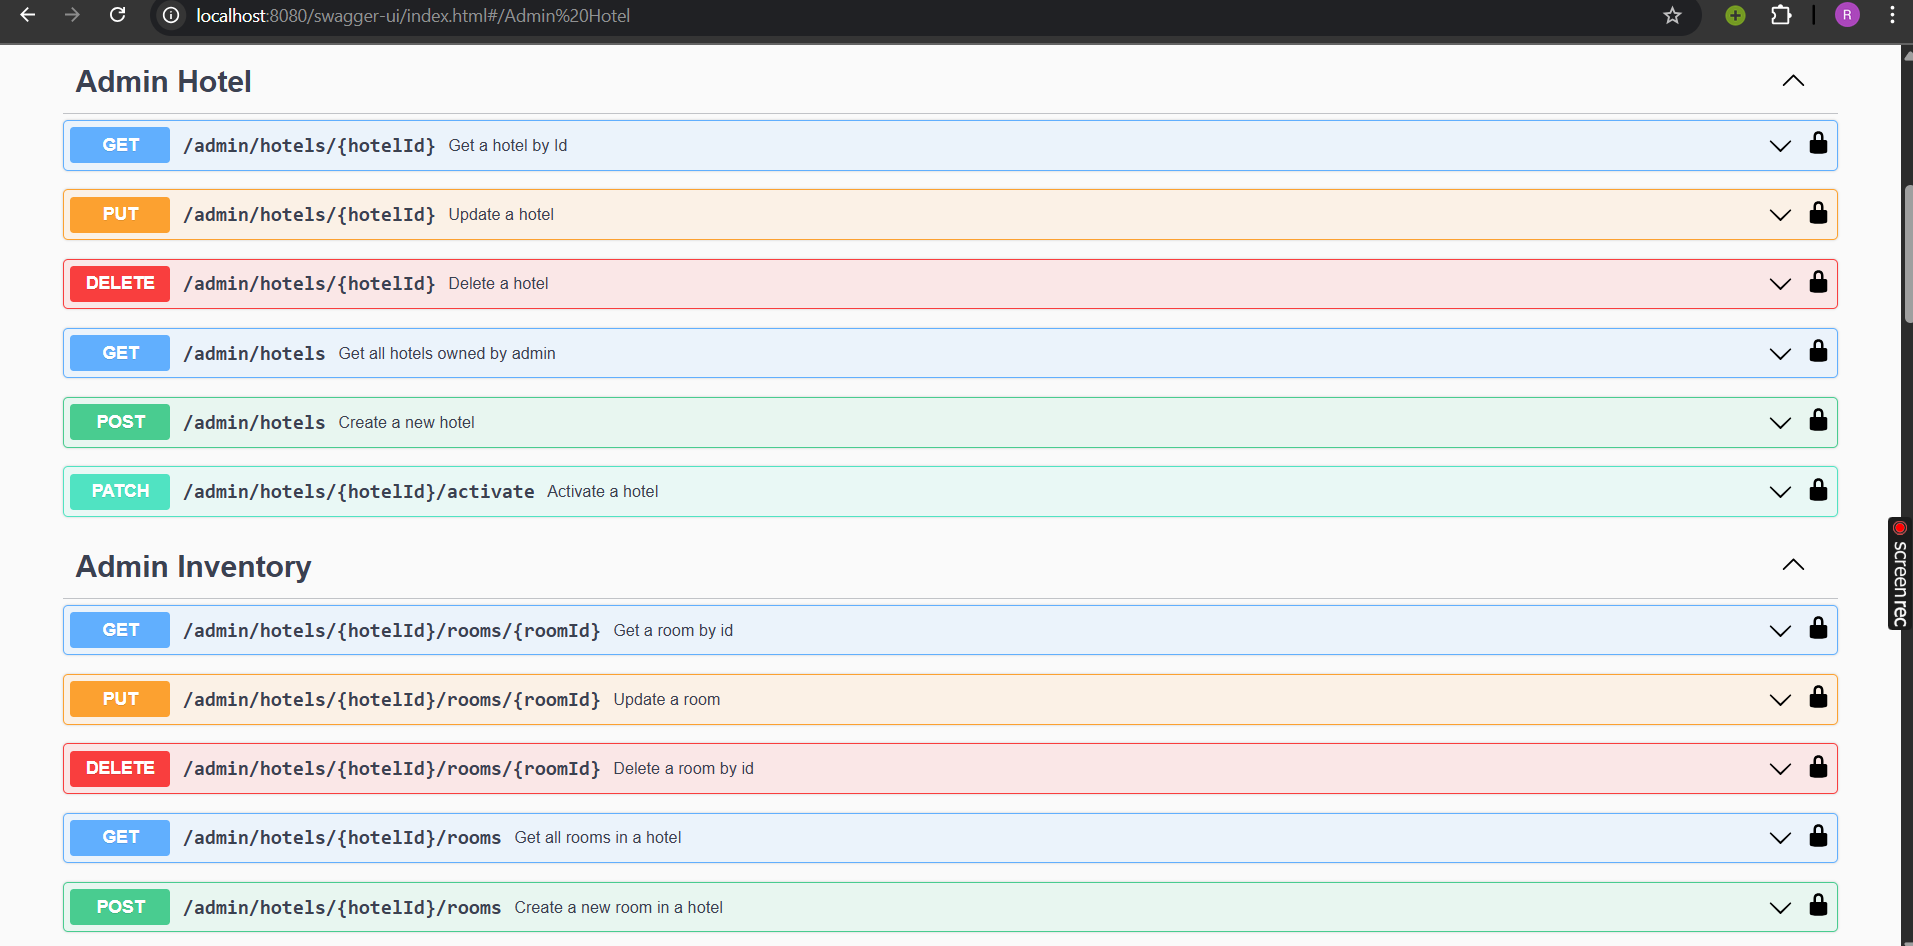 localhost:8080/swagger-ui/index.html#/Admin%20Hotel
R
Admin Hotel
GET /admin/hotels/{hotelId} Get a hotel by Id
PUT /admin/hotels/{hotelId} Update a hotel
DELETE /admin/hotels/{hotelId} Delete a hotel
GET /admin/hotels Get all hotels owned by admin
POST /admin/hotels Create a new hotel
PATCH /admin/hotels/{hotelId}/activate Activate a hotel
screenrec
Admin Inventory
GET /admin/hotels/{hotelId}/rooms/{roomId} Get a room by id
PUT /admin/hotels/{hotelId}/rooms/{roomId} Update a room
DELETE /admin/hotels/{hotelId}/rooms/{roomId} Delete a room by id
GET /admin/hotels/{hotelId}/rooms Get all rooms in a hotel
POST /admin/hotels/{hotelId}/rooms Create a new room in a hotel